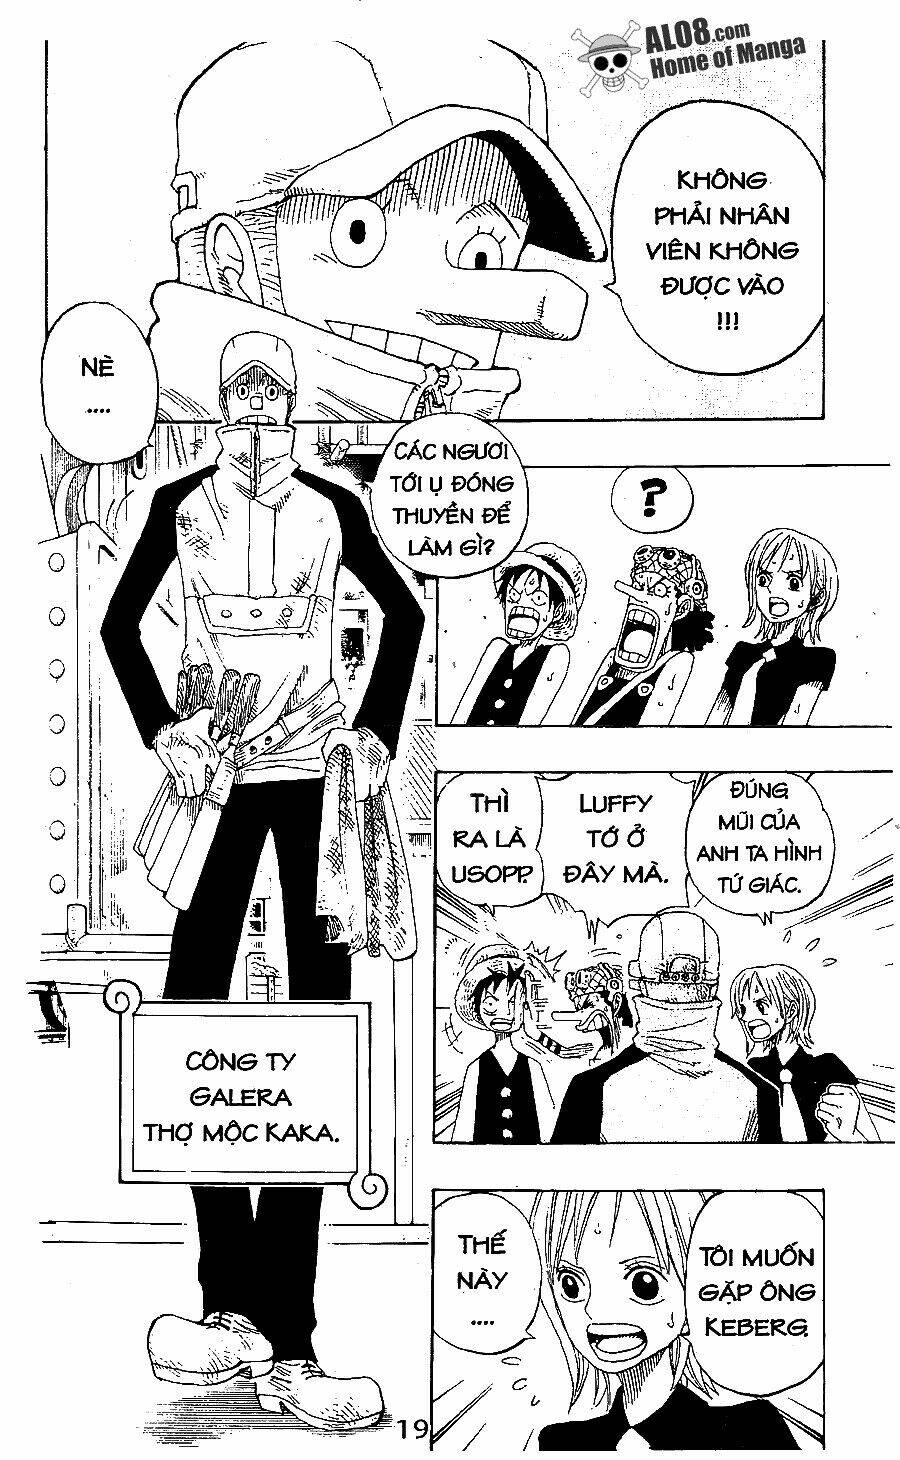 AL08.com
Home of Manga
KHÔNG
PHẢI NHÂN
VIÊN KHÔNG
ĐƯỢC VÀO
!!!
NÈ
....
CÁC NGƯƠI
TỚI Ụ ĐÓNG
THUYỀN ĐỂ
LÀM GÌ?
?
ĐÚNG
MŨI CỦA
ANH TA HÌNH
TỨ GIÁC.
LUFFY
TỚ Ở
ĐÂY MÀ.
THÌ
RA LÀ
USOPP.
CÔNG TY
GALERA
THỢ MỘC KAKA.
TÔI MUỐN
GẶP ÔNG
KEBERG.
THẾ
NÀY
....
19